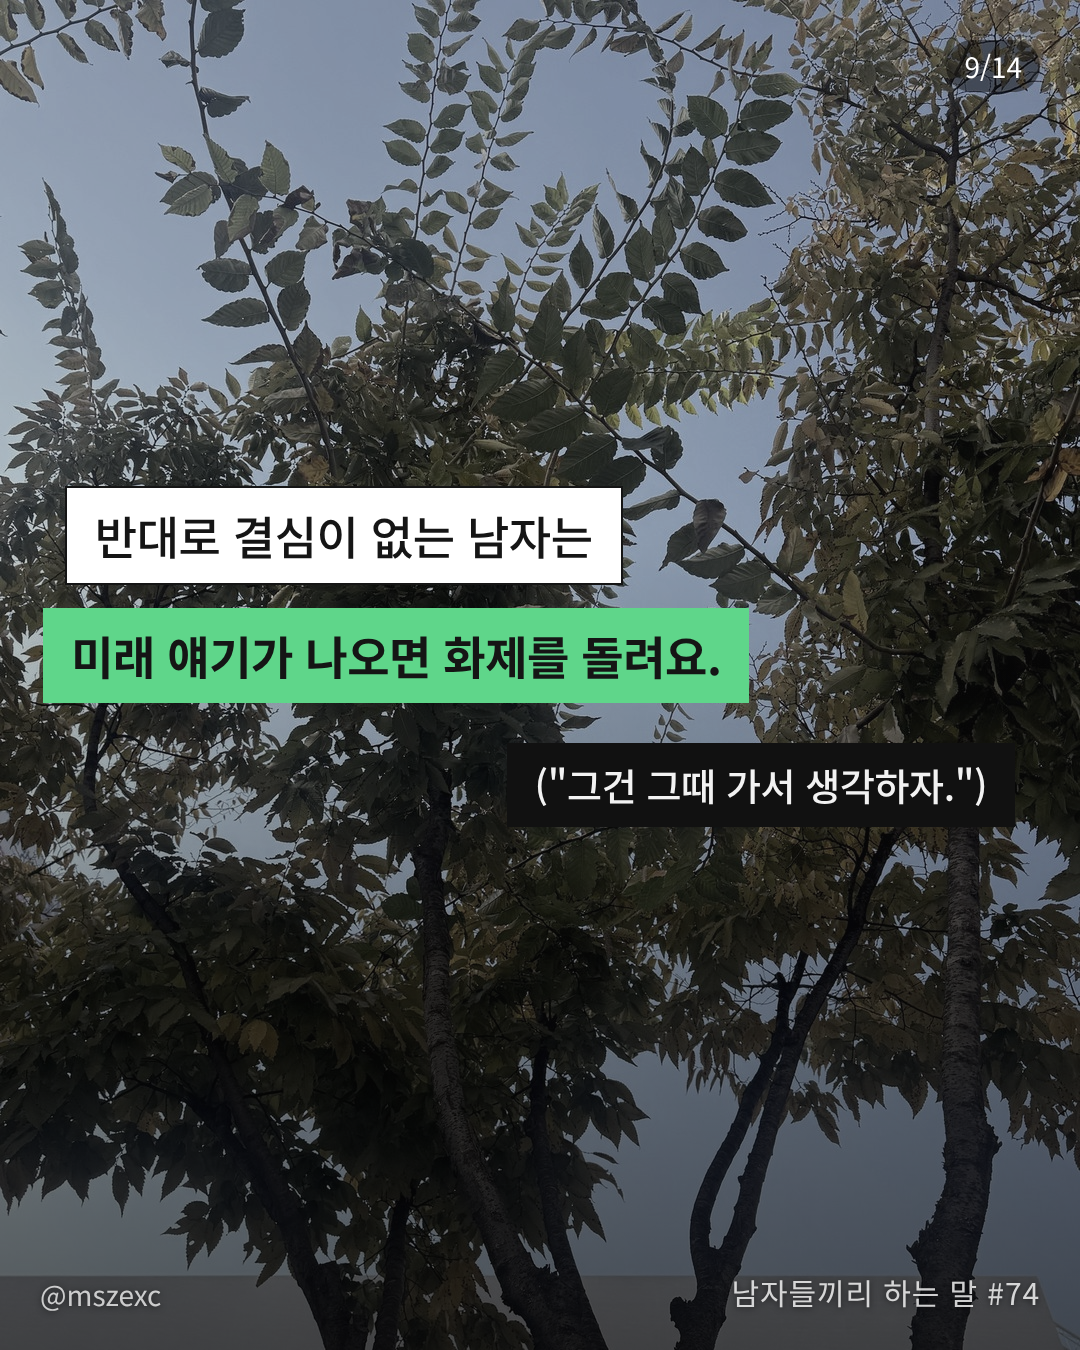 9/14
반대로 결심이 없는 남자는
미래 얘기가 나오면 화제를 돌려요.
("그건 그때 가서 생각하자.")
@mszexc
남자들끼리 하는 말 #74